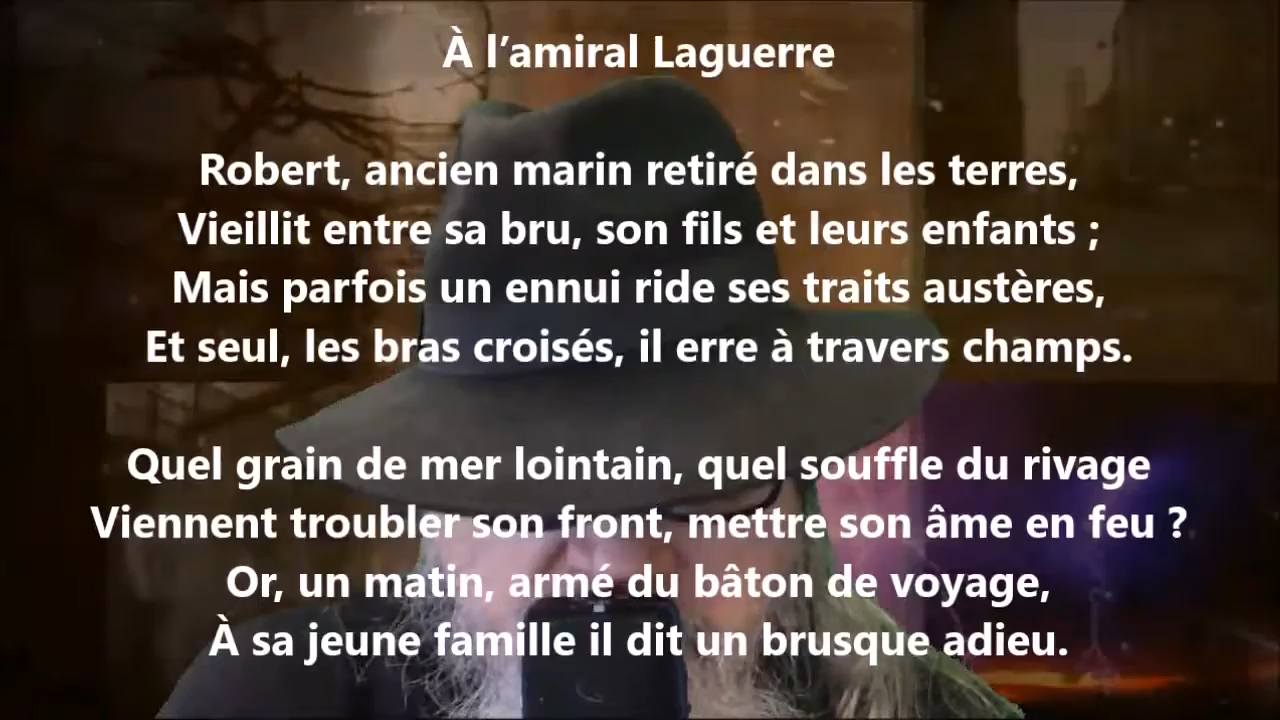 À l’amiral Laguerre
Robert, ancien marin retiré dans les terres,
Vieillit entre sa bru, son fils et leurs enfants ;
Mais parfois un ennui ride ses traits austères,
Et seul, les bras croisés, il erre à travers champs.
Quel grain de mer lointain, quel souffle du rivage
Viennent troubler son front, mettre son âme en feu ?
Or, un matin, armé du bâton de voyage,
À sa jeune famille il dit un brusque adieu.